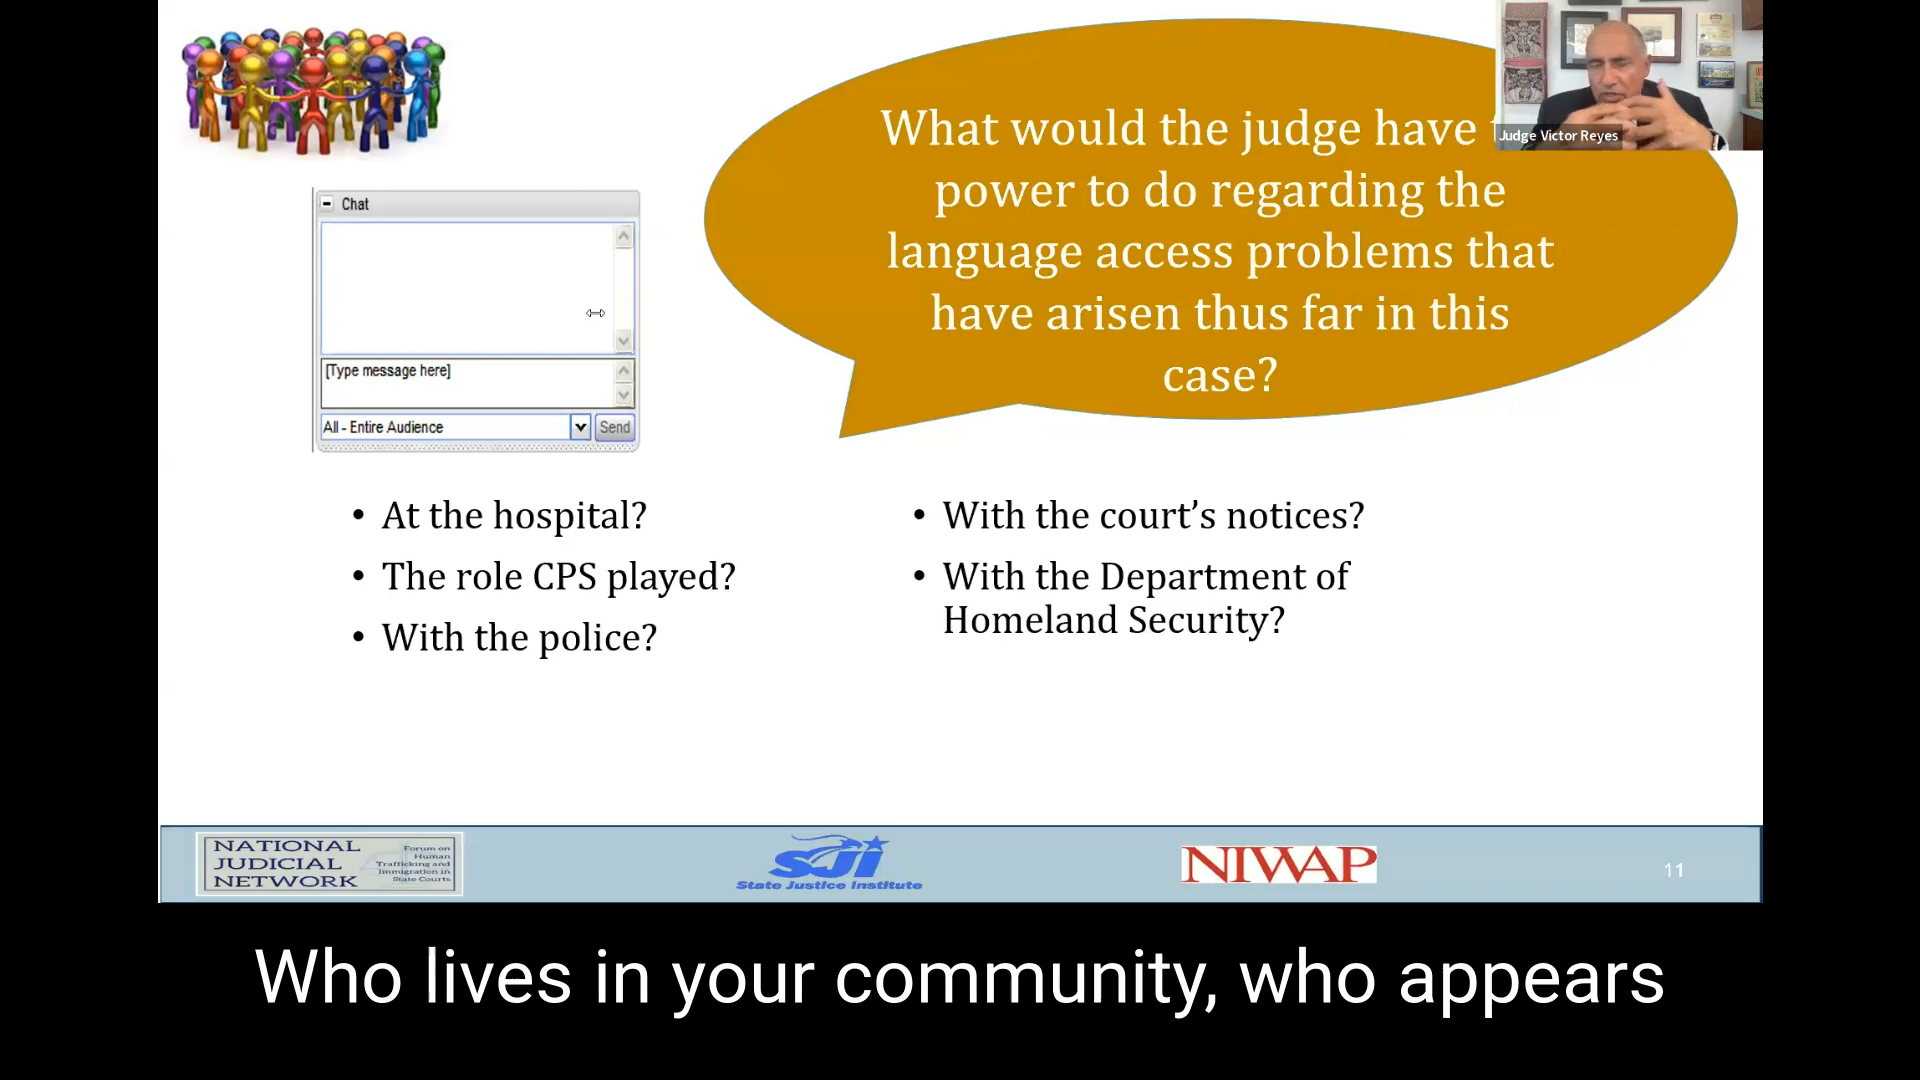 What would the judge have
power to do regarding the
language access problems that
have arisen thus far in this
case?
Judge Victor Reyes
Chat
[Type message here]
All - Entire Audience
Send
• At the hospital?
• The role CPS played?
• With the police?
• With the court’s notices?
• With the Department of
Homeland Security?
NATIONAL
JUDICIAL
NETWORK
Forum on
Human
Trafficking and
Immigration in
State Courts
SJI
State Justice Institute
NIWAP
11
Who lives in your community, who appears